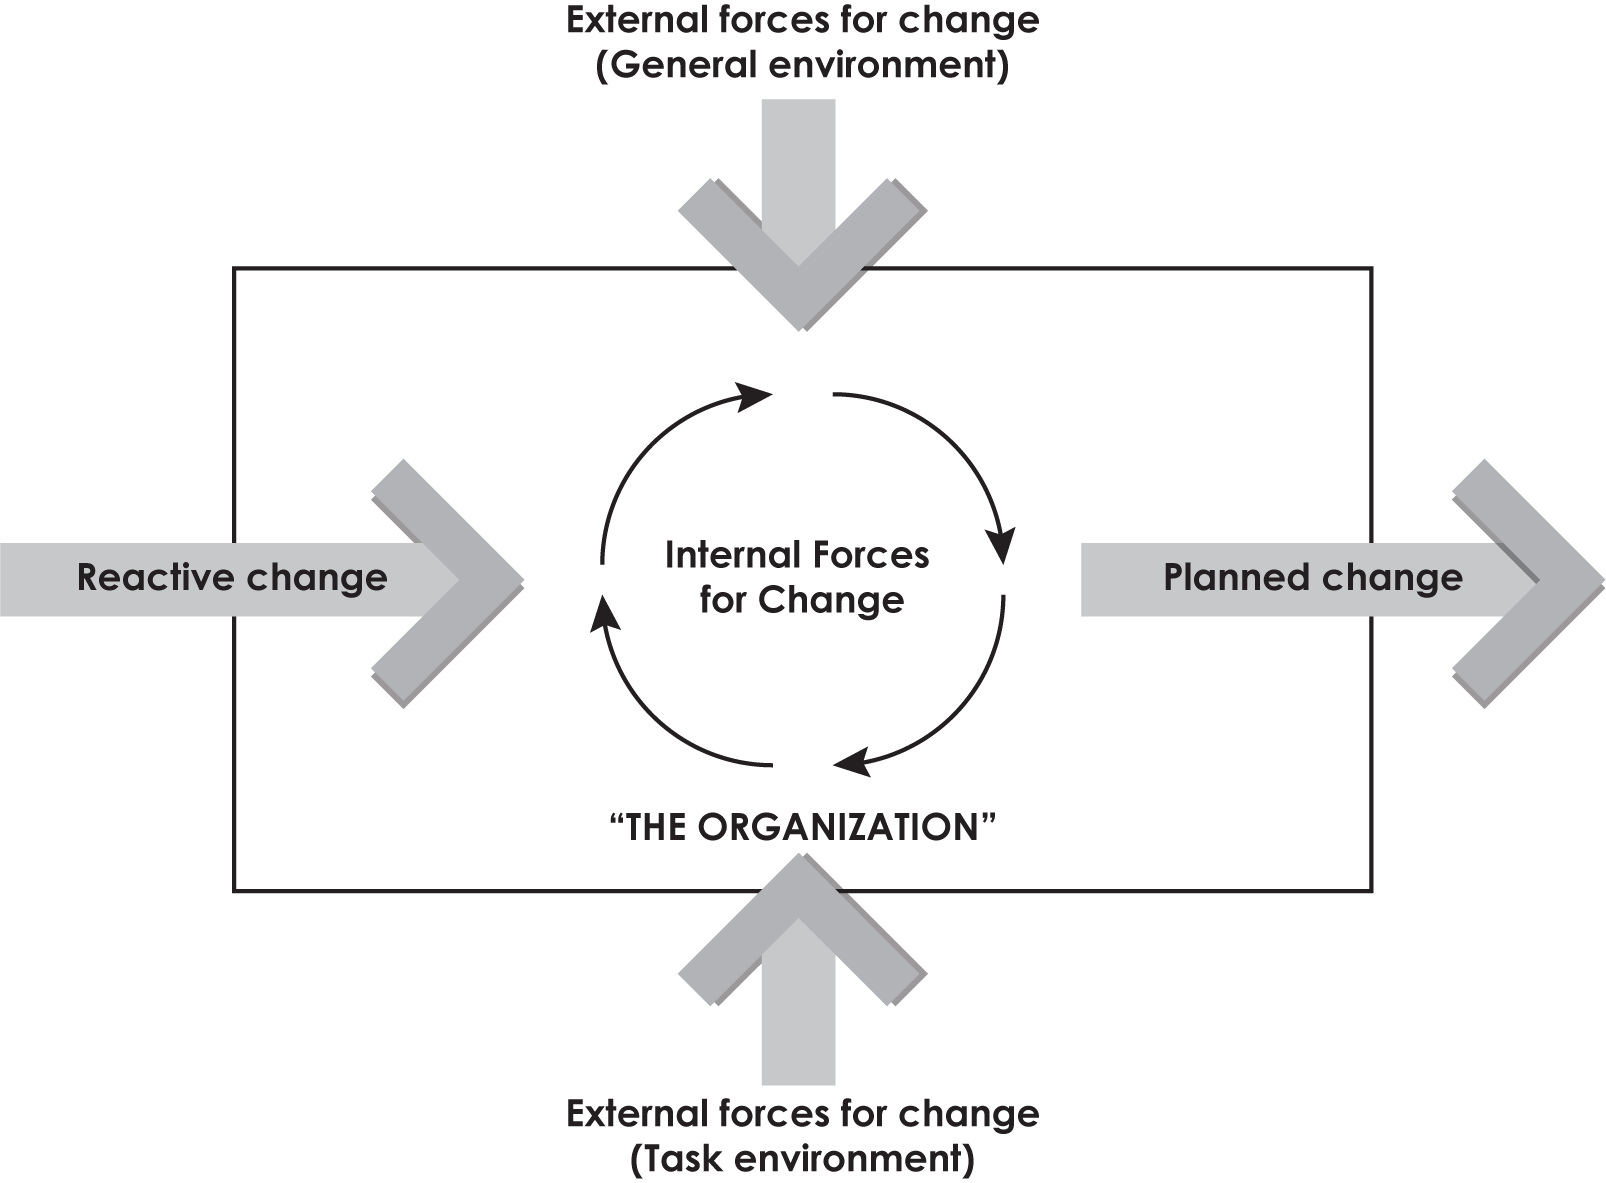 External forces for change
(General environment)
Reactive change
Internal Forces
for Change
Planned change
“THE ORGANIZATION”
External forces for change
(Task environment)